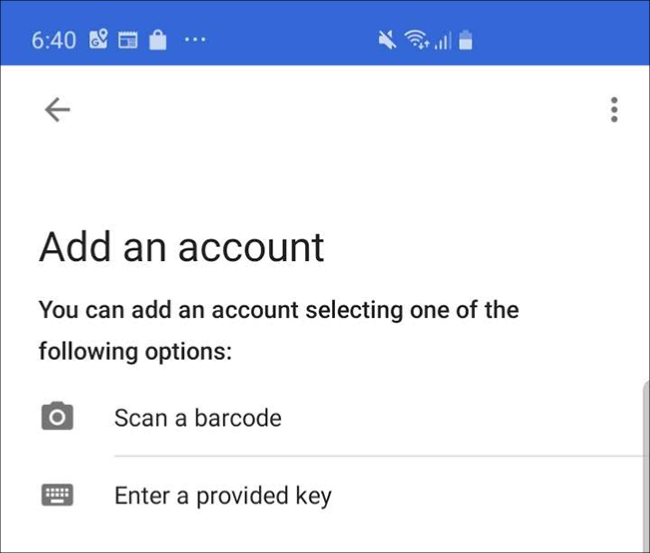 6:40
Add an account
You can add an account selecting one of the
following options:
Scan a barcode
Enter a provided key